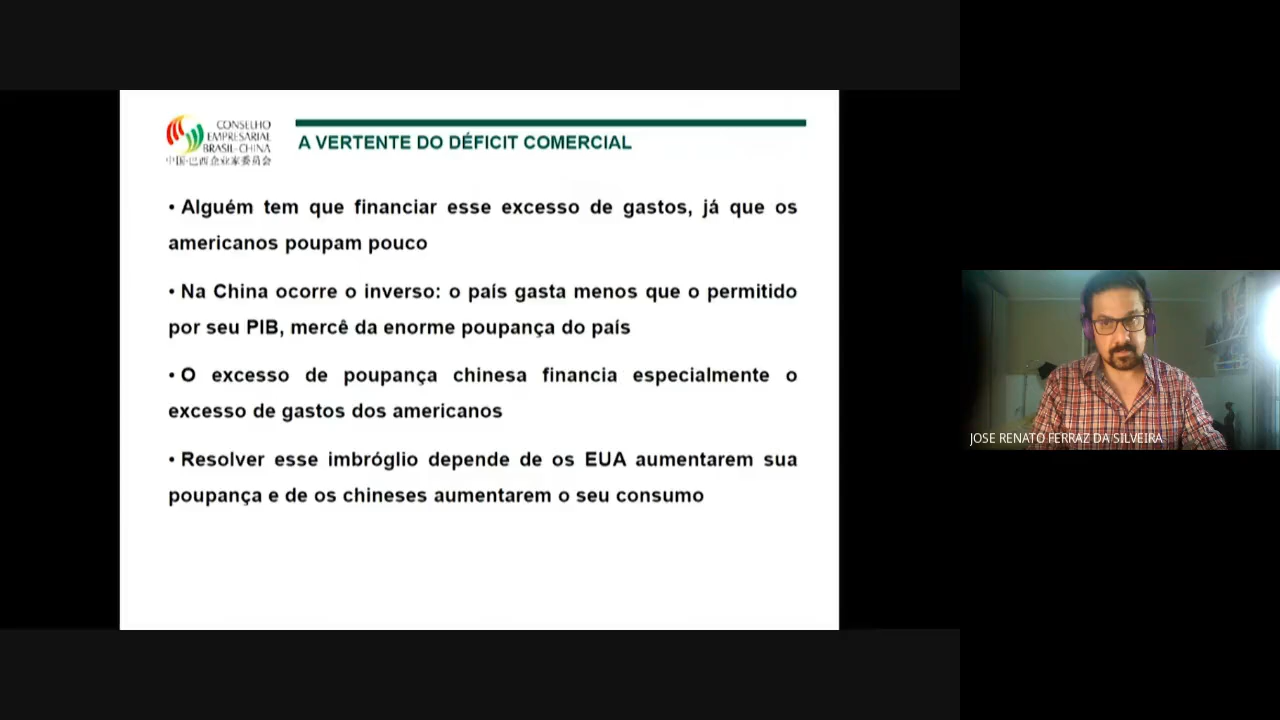 CONSELHO
EMPRESARIAL
BRASIL-CHINA
中国-巴西企业家委员会
A VERTENTE DO DÉFICIT COMERCIAL
• Alguém tem que financiar esse excesso de gastos, já que os
americanos poupam pouco
• Na China ocorre o inverso: o país gasta menos que o permitido
por seu PIB, mercê da enorme poupança do país
• O excesso de poupança chinesa financia especialmente o
excesso de gastos dos americanos
• Resolver esse imbróglio depende de os EUA aumentarem sua
poupança e de os chineses aumentarem o seu consumo
JOSE RENATO FERRAZ DA SILVEIRA